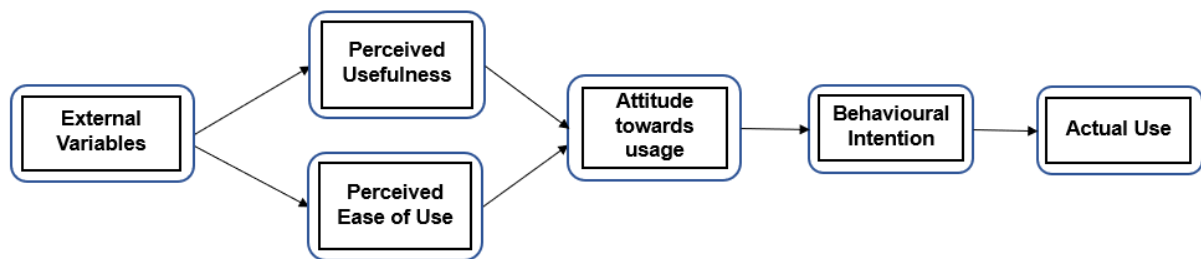 External
Variables
Perceived
Usefulness
Perceived
Ease of Use
Attitude
towards
usage
Behavioural
Intention
Actual Use